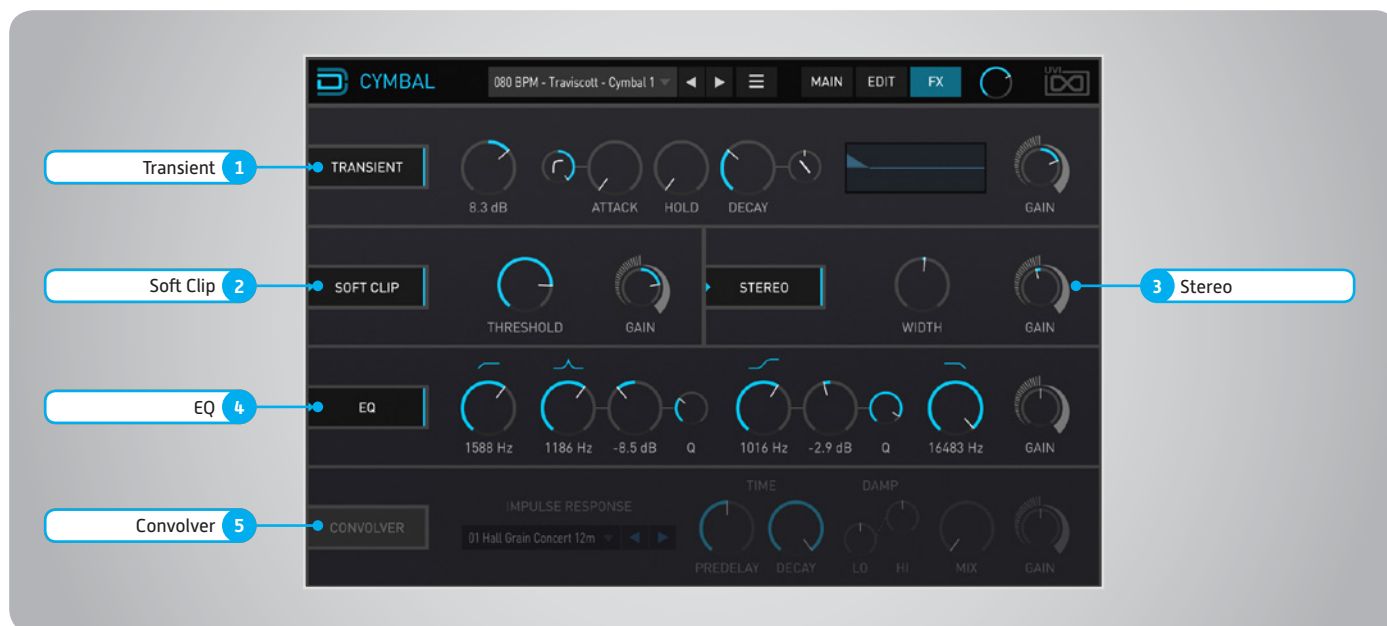 CYMBAL
080 BPM - Traviscott - Cymbal 1
MAIN EDIT FX
UVI
Transient 1
TRANSIENT
8.3 dB ATTACK HOLD DECAY GAIN
Soft Clip 2
SOFT CLIP
THRESHOLD GAIN
STEREO
WIDTH GAIN
3 Stereo
EQ 4
EQ
1588 Hz 1186 Hz -8.5 dB Q 1016 Hz -2.9 dB Q 16483 Hz GAIN
Convolver 5
CONVOLVER
IMPULSE RESPONSE
01 Hall Grain Concert 12m
TIME DAMP
PREDELAY DECAY LO HI MIX GAIN